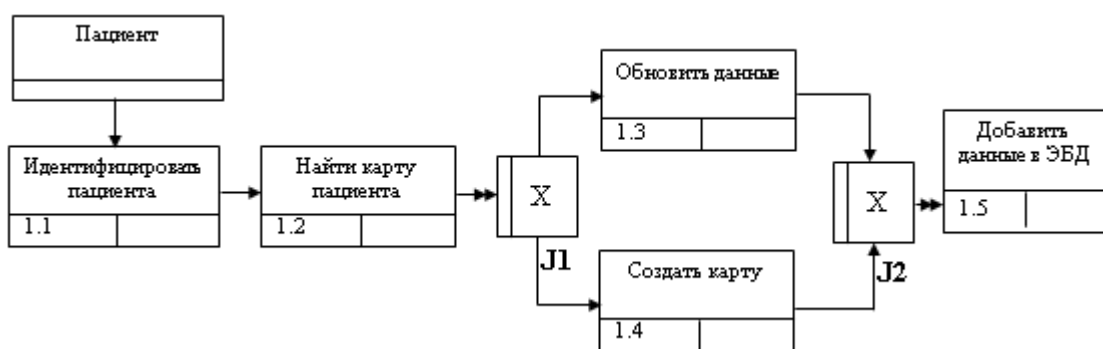 Пациент
Идентифицировать
пациента
1.1
Найти карту
пациента
1.2
X
J1
Обновить данные
1.3
Создать карту
1.4
X
J2
Добавить
данные в ЭБД
1.5